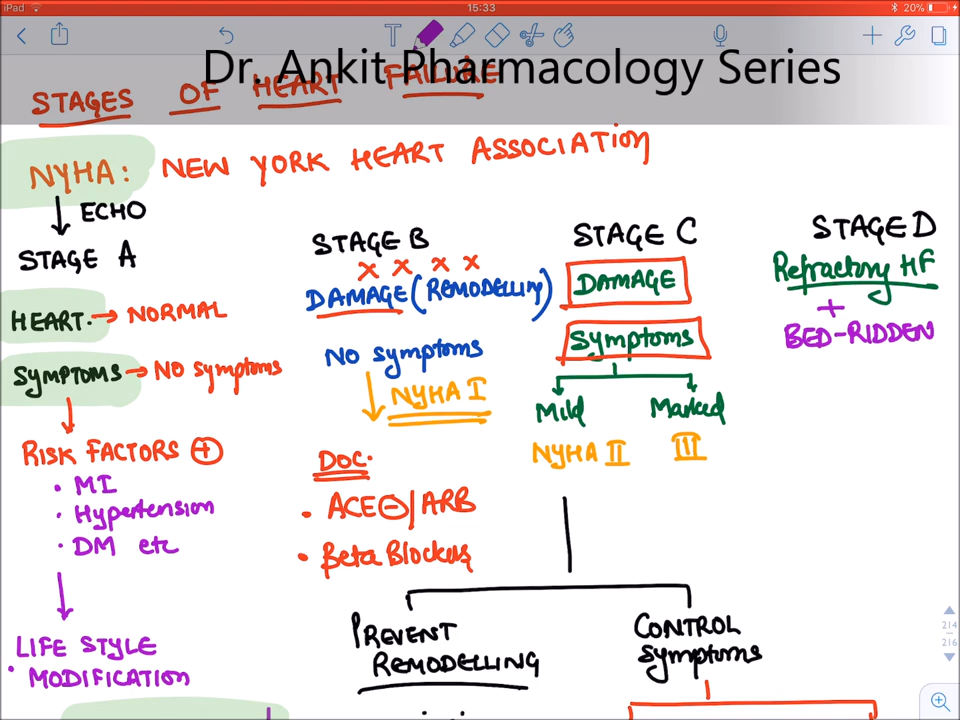 iPad
15:33
20%
Dr. Ankit Pharmacology Series
STAGES OF HEART FAILURE
NYHA: NEW YORK HEART ASSOCIATION
ECHO
STAGE A
HEART. → NORMAL
SYMPTOMS → No symptoms
RISK FACTORS +
• MI
• Hypertension
• DM etc
LIFE STYLE
• MODIFICATION
STAGE B
x x x x
DAMAGE (REMODELLING)
No symptoms
NYHA I
DOC.
• ACE⊖/ARB
• Beta Blockers
STAGE C
DAMAGE
Symptoms
Mild Marked
NYHA II III
PREVENT
REMODELLING
CONTROL
Symptoms
STAGE D
Refractory HF
+
BED-RIDDEN
214
216